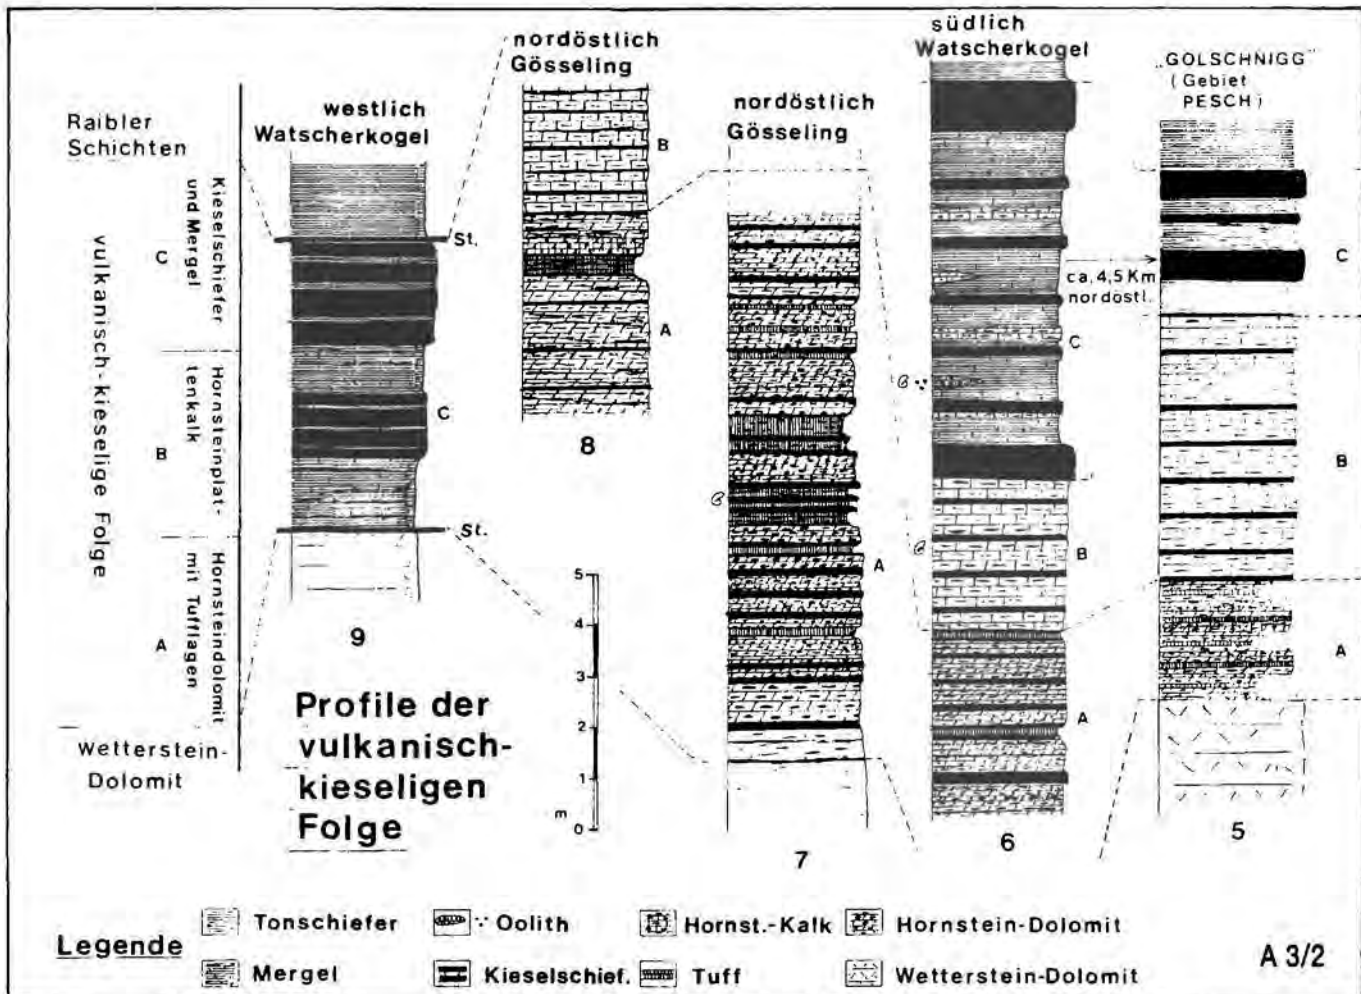 Raibler
Schichten
vulkanisch-kieselige Folge
C
Kieselschiefer
und Mergel
B
Hornsteinplat-
tenkalk
A
Hornsteindolomit
mit Tufflagen
Wetterstein-
Dolomit
westlich
Watscherkogel
St.
C
St.
9
nordöstlich
Gösseling
B
A
8
nordöstlich
Gösseling
A
7
südlich
Watscherkogel
C
B
A
6
ca. 4,5 Km
nordöstl.
„GOLSCHNIGG"
(Gebiet
PESCH)
C
B
A
5
5
4
3
2
1
m 0
Profile der
vulkanisch-
kieseligen
Folge
Legende
Tonschiefer
Oolith
Hornst.-Kalk
Hornstein-Dolomit
Mergel
Kieselschief.
Tuff
Wetterstein-Dolomit
A 3/2